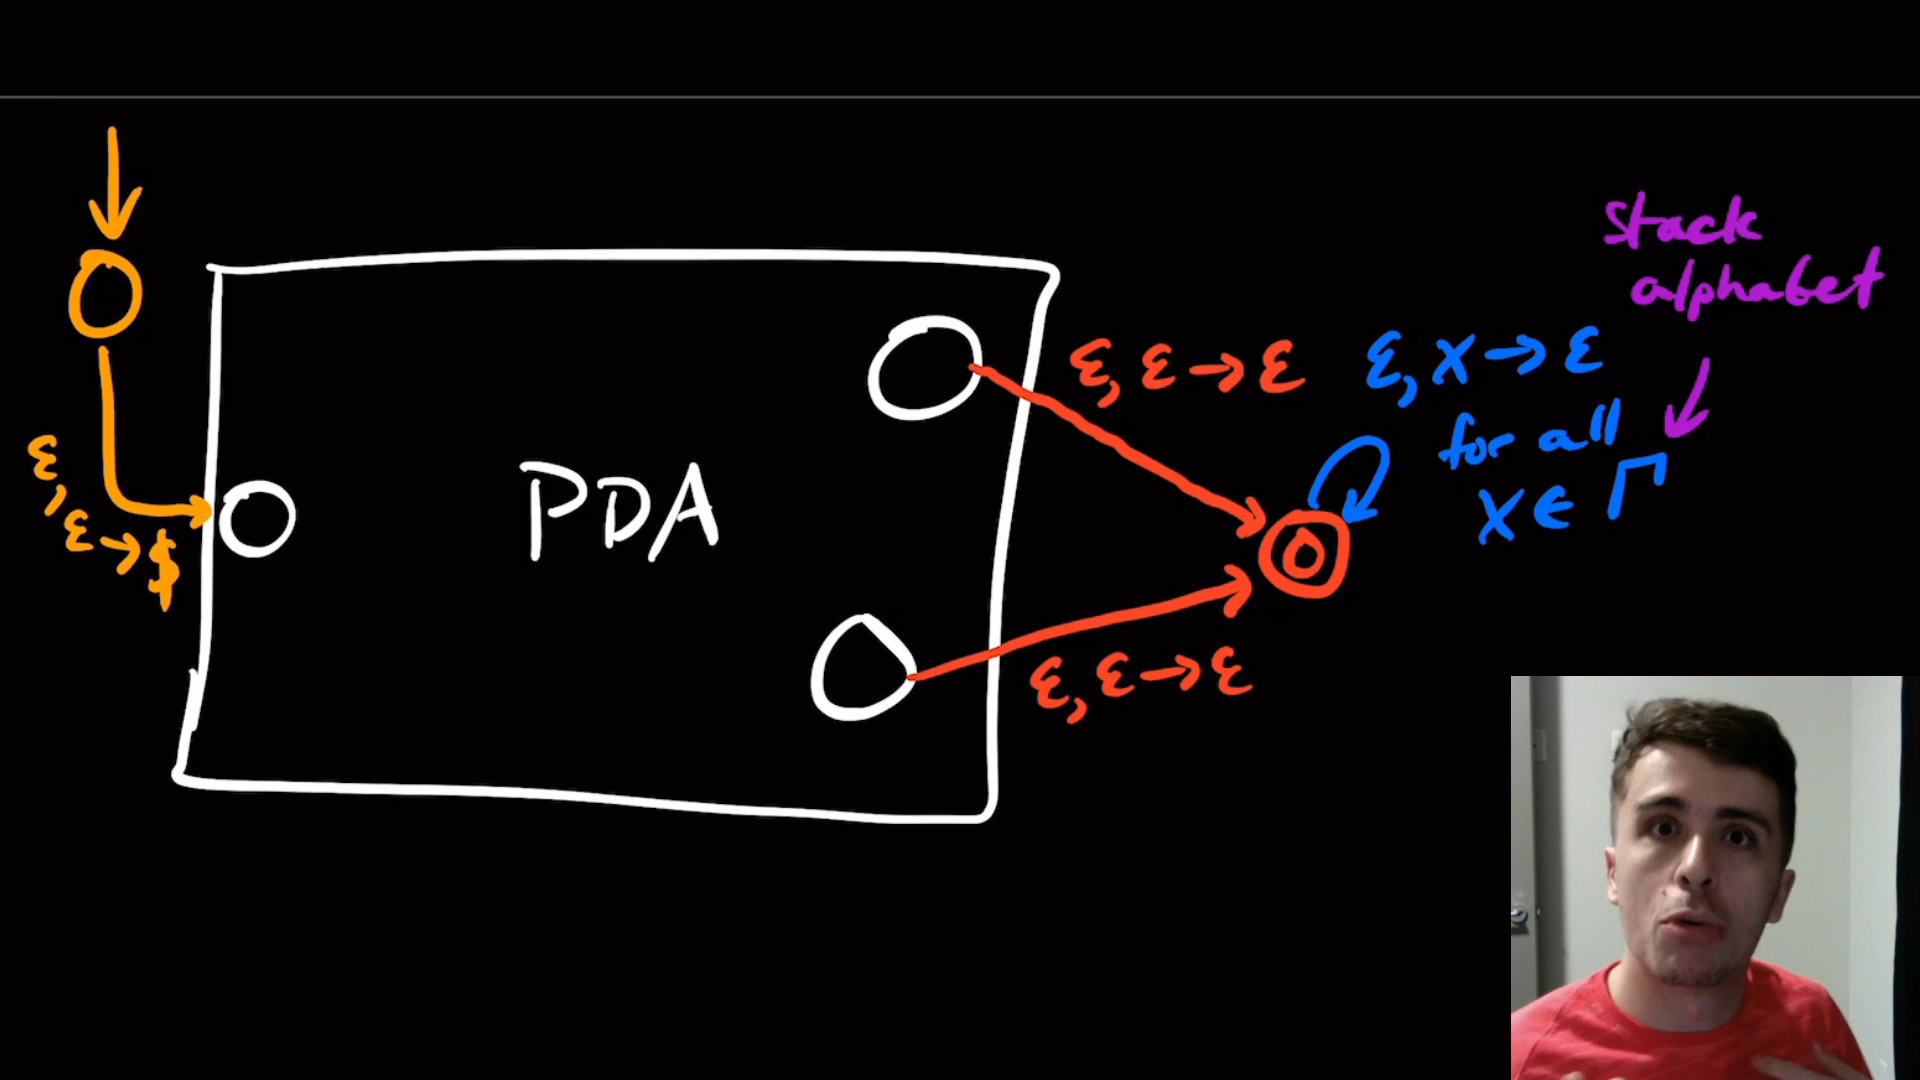 stack
alphabet
ε, ε → ε
ε, x → ε
for all
x ∈ Γ
ε, ε → $
PDA
ε, ε → ε